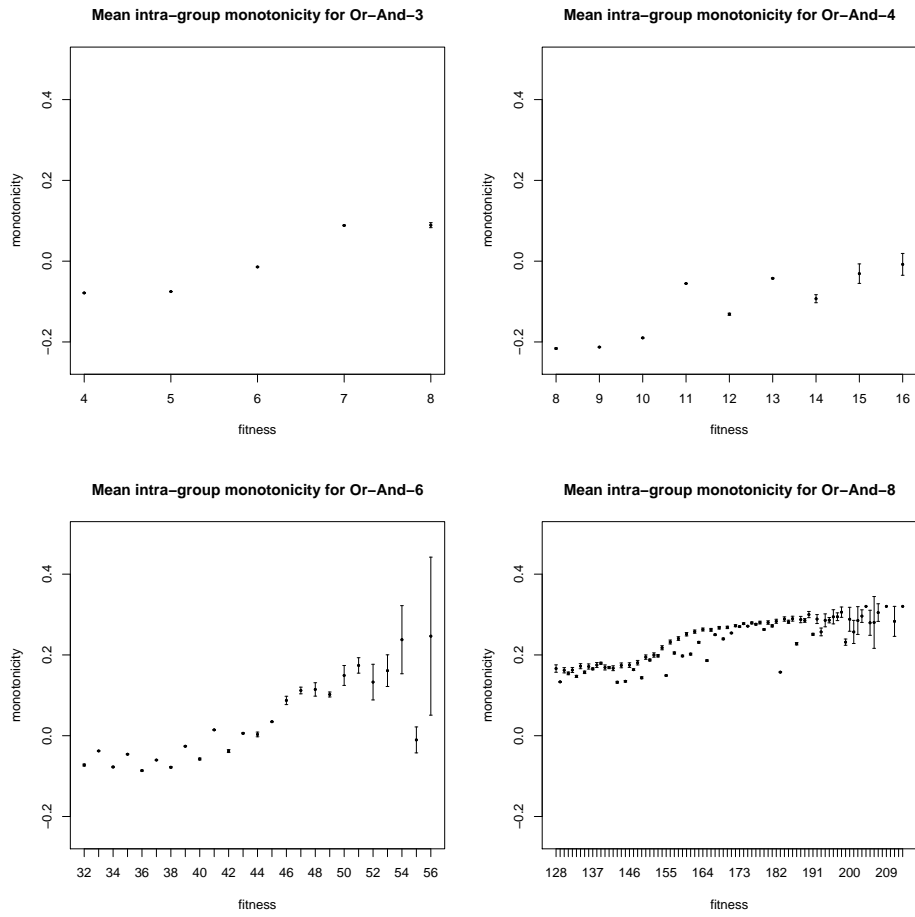 Mean intra−group monotonicity for Or−And−3
monotonicity
0.4
0.2
0.0
−0.2
4 5 6 7 8
fitness
Mean intra−group monotonicity for Or−And−4
monotonicity
0.4
0.2
0.0
−0.2
8 9 10 11 12 13 14 15 16
fitness
Mean intra−group monotonicity for Or−And−6
monotonicity
0.4
0.2
0.0
−0.2
32 34 36 38 40 42 44 46 48 50 52 54 56
fitness
Mean intra−group monotonicity for Or−And−8
monotonicity
0.4
0.2
0.0
−0.2
128 137 146 155 164 173 182 191 200 209
fitness